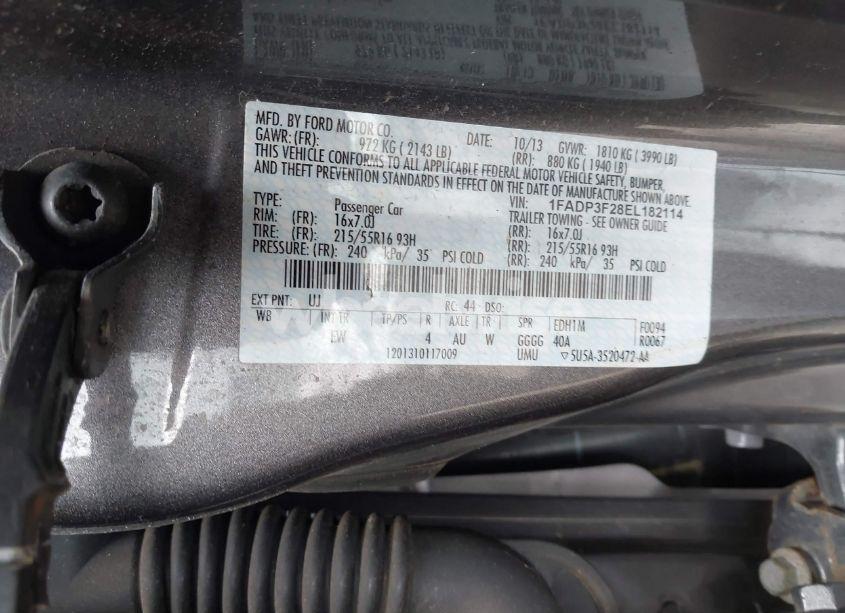 MFD. BY FORD MOTOR CO. DATE: 10/13 GVWR: 1810 KG ( 3990 LB)
GAWR: (FR): 972 KG ( 2143 LB) (RR): 880 KG ( 1940 LB)
THIS VEHICLE CONFORMS TO ALL APPLICABLE FEDERAL MOTOR VEHICLE SAFETY, BUMPER,
AND THEFT PREVENTION STANDARDS IN EFFECT ON THE DATE OF MANUFACTURE SHOWN ABOVE.
VIN: 1FADP3F28EL182114
TYPE: Passenger Car TRAILER TOWING - SEE OWNER GUIDE
RIM: (FR): 16x7.0J (RR): 16x7.0J
TIRE: (FR): 215/55R16 93H (RR): 215/55R16 93H
PRESSURE: (FR): 240 kPa/ 35 PSI COLD (RR): 240 kPa/ 35 PSI COLD
EXT PNT: UJ RC: 44 DSO:
WB INT TR TP/PS R AXLE TR SPR EDH1M F0094
EW 4 AU W GGGG 40A R0067
1201310117009 UMU ▽5U5A-3520472-AA